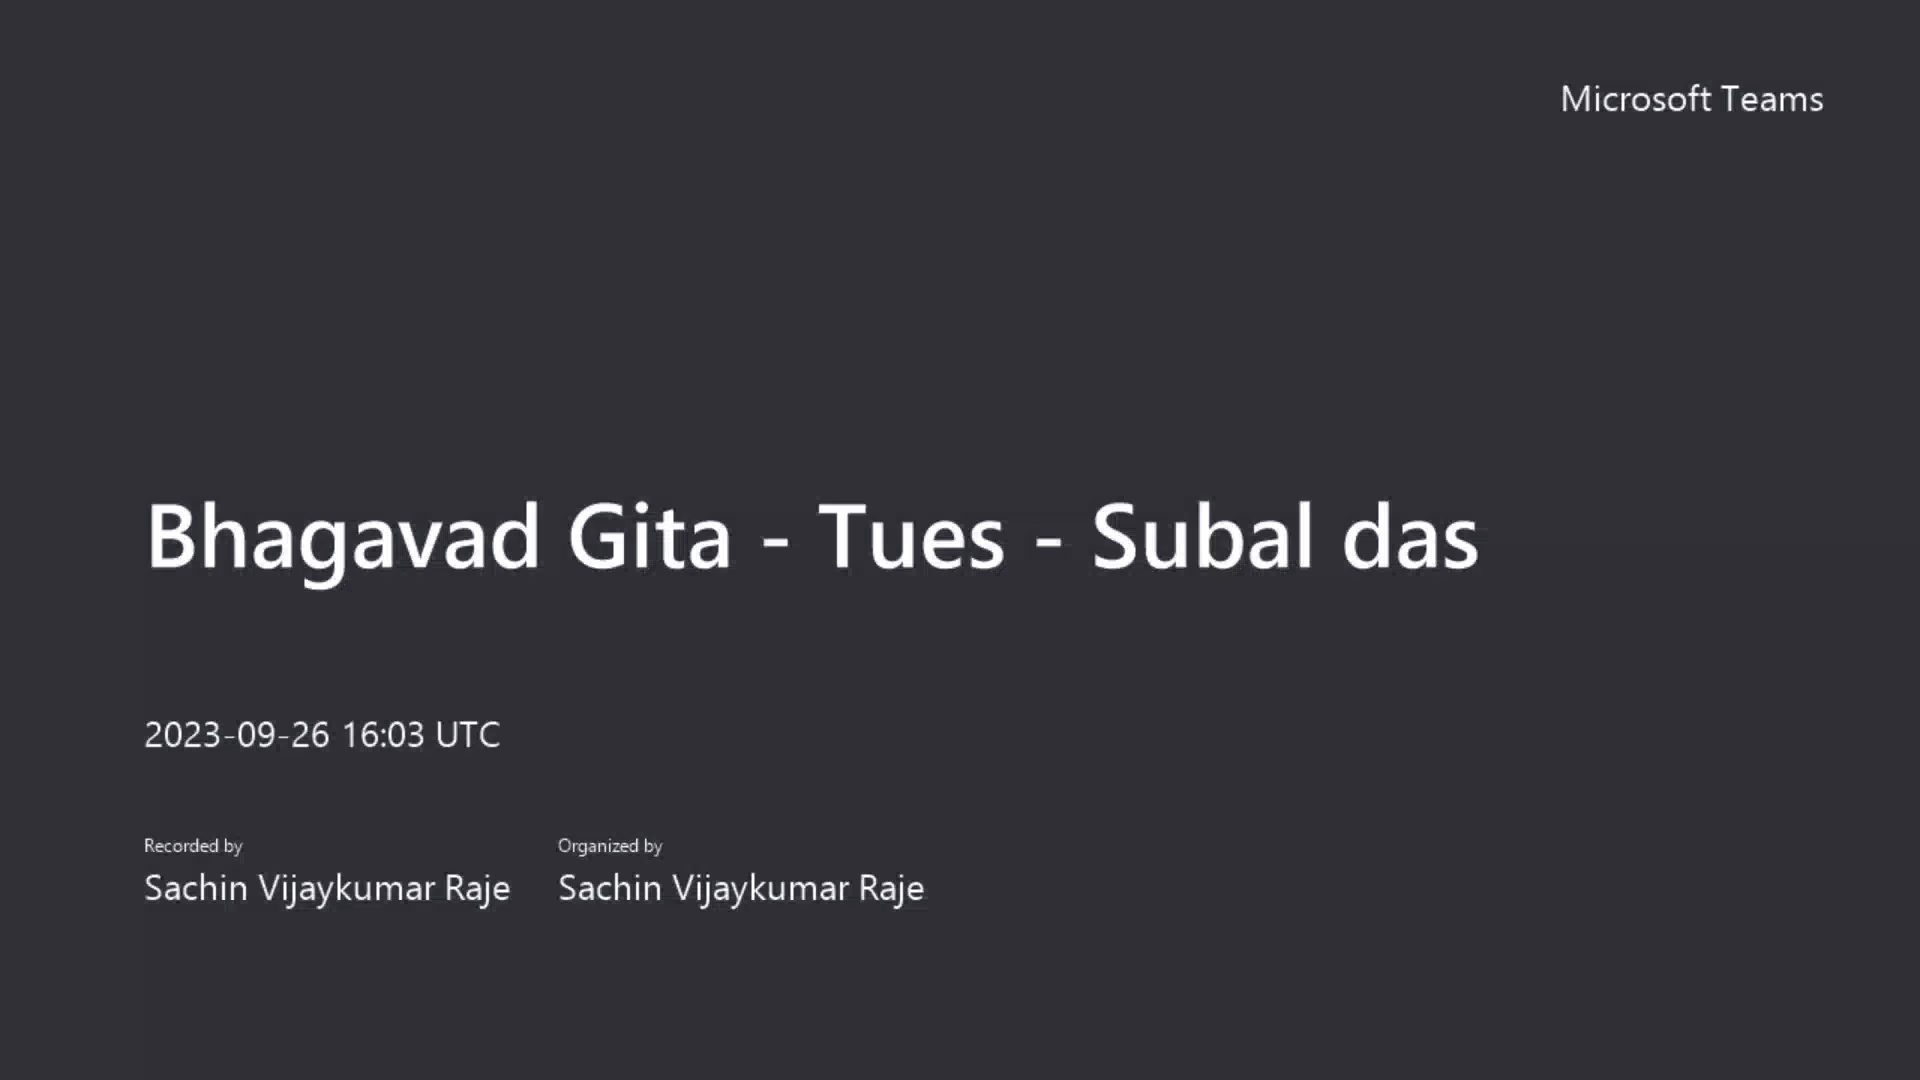 Microsoft Teams
Bhagavad Gita - Tues - Subal das
2023-09-26 16:03 UTC
Recorded by
Sachin Vijaykumar Raje
Organized by
Sachin Vijaykumar Raje